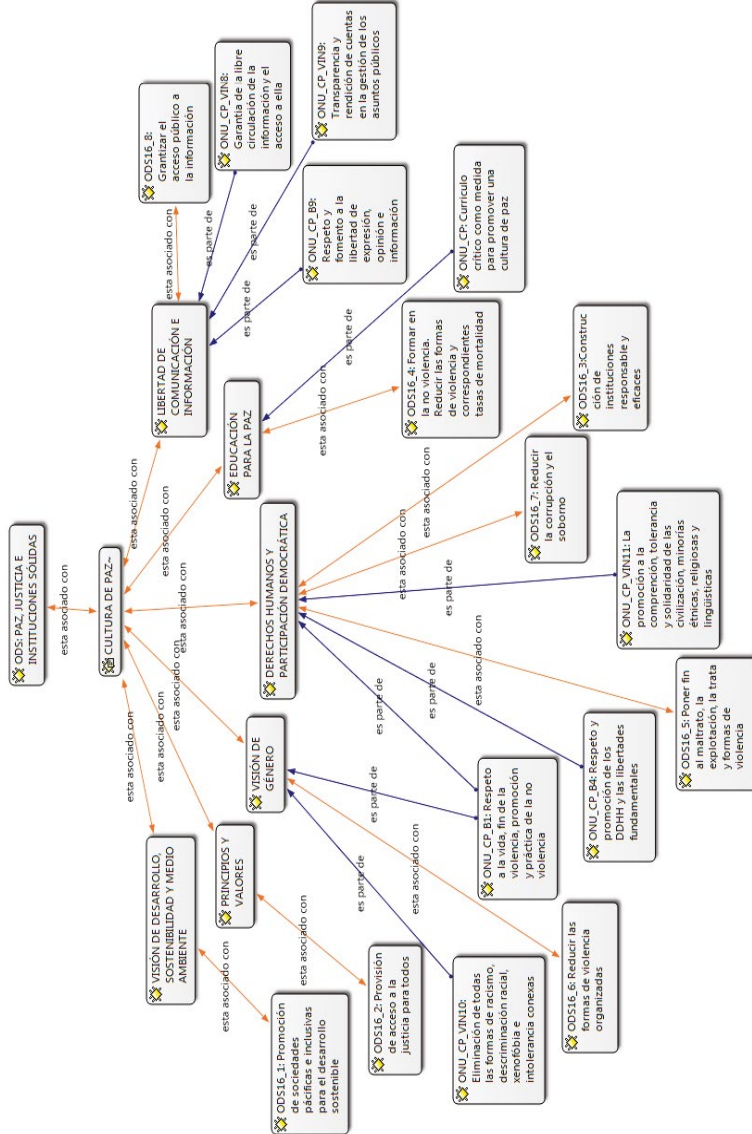 ODS: PAZ, JUSTICIA E
INSTITUCIONES SÓLIDAS
esta asociado con
CULTURA DE PAZ~
esta asociado con
esta asociado con
esta asociado con
esta asociado con
esta asociado con
esta asociado con
VISIÓN DE DESARROLLO,
SOSTENIBILIDAD Y MEDIO
AMBIENTE
PRINCIPIOS Y
VALORES
VISIÓN DE
GÉNERO
DERECHOS HUMANOS Y
PARTICIPACIÓN DEMOCRÁTICA
EDUCACIÓN
PARA LA PAZ
LIBERTAD DE
COMUNICACIÓN E
INFORMACIÓN
esta asociado con
esta asociado con
es parte de
esta asociado con
es parte de
es parte de
es parte de
esta asociado con
es parte de
esta asociado con
esta asociado con
esta asociado con
es parte de
es parte de
es parte de
es parte de
esta asociado con
ODS16_1: Promoción
de sociedades
pácificas e inclusivas
para el desarrollo
sostenible
ODS16_2: Provisión
de acceso a la
justicia para todos
ONU_CP_VIN10:
Eliminación de todas
las formas de racismo,
descriminación racial,
xenofóbia e
intolerancia conexas
ODS16_6: Reducir las
formas de violencia
organizadas
ONU_CP_B1: Respeto
a la vida, fin de la
violencia, promoción
y práctica de la no
violencia
ONU_CP_B4: Respeto y
promoción de los
DDHH y las libertades
fundamentales
ODS16_5: Poner fin
al maltrato, la
explotación, la trata
y formas de
violencia
ONU_CP_VIN11: La
promoción a la
comprención, tolerancia
y solidaridad de las
civilización, minorías
étnicas, religiosas y
lingüisticas
ODS16_7: Reducir
la corrupción y el
soborno
ODS16_3:Construc
ción de
instituciones
responsable y
eficaces
ODS16_4: Formar en
la no violencia.
Reducir las formas
de violencia y
correspondientes
tasas de mortalidad
ONU_CP: Curriculo
crítico como medida
para promover una
cultura de paz
ONU_CP_B9:
Respeto y
fomento a la
libertad de
expresión,
opinión e
información
ONU_CP_VIN9:
Transparencia y
rendición de cuentas
en la gestión de los
asuntos públicos
ONU_CP_VIN8:
Garantia de a libre
circulación de la
información y el
acceso a ella
ODS16_8:
Grantizar el
acceso público a
la información